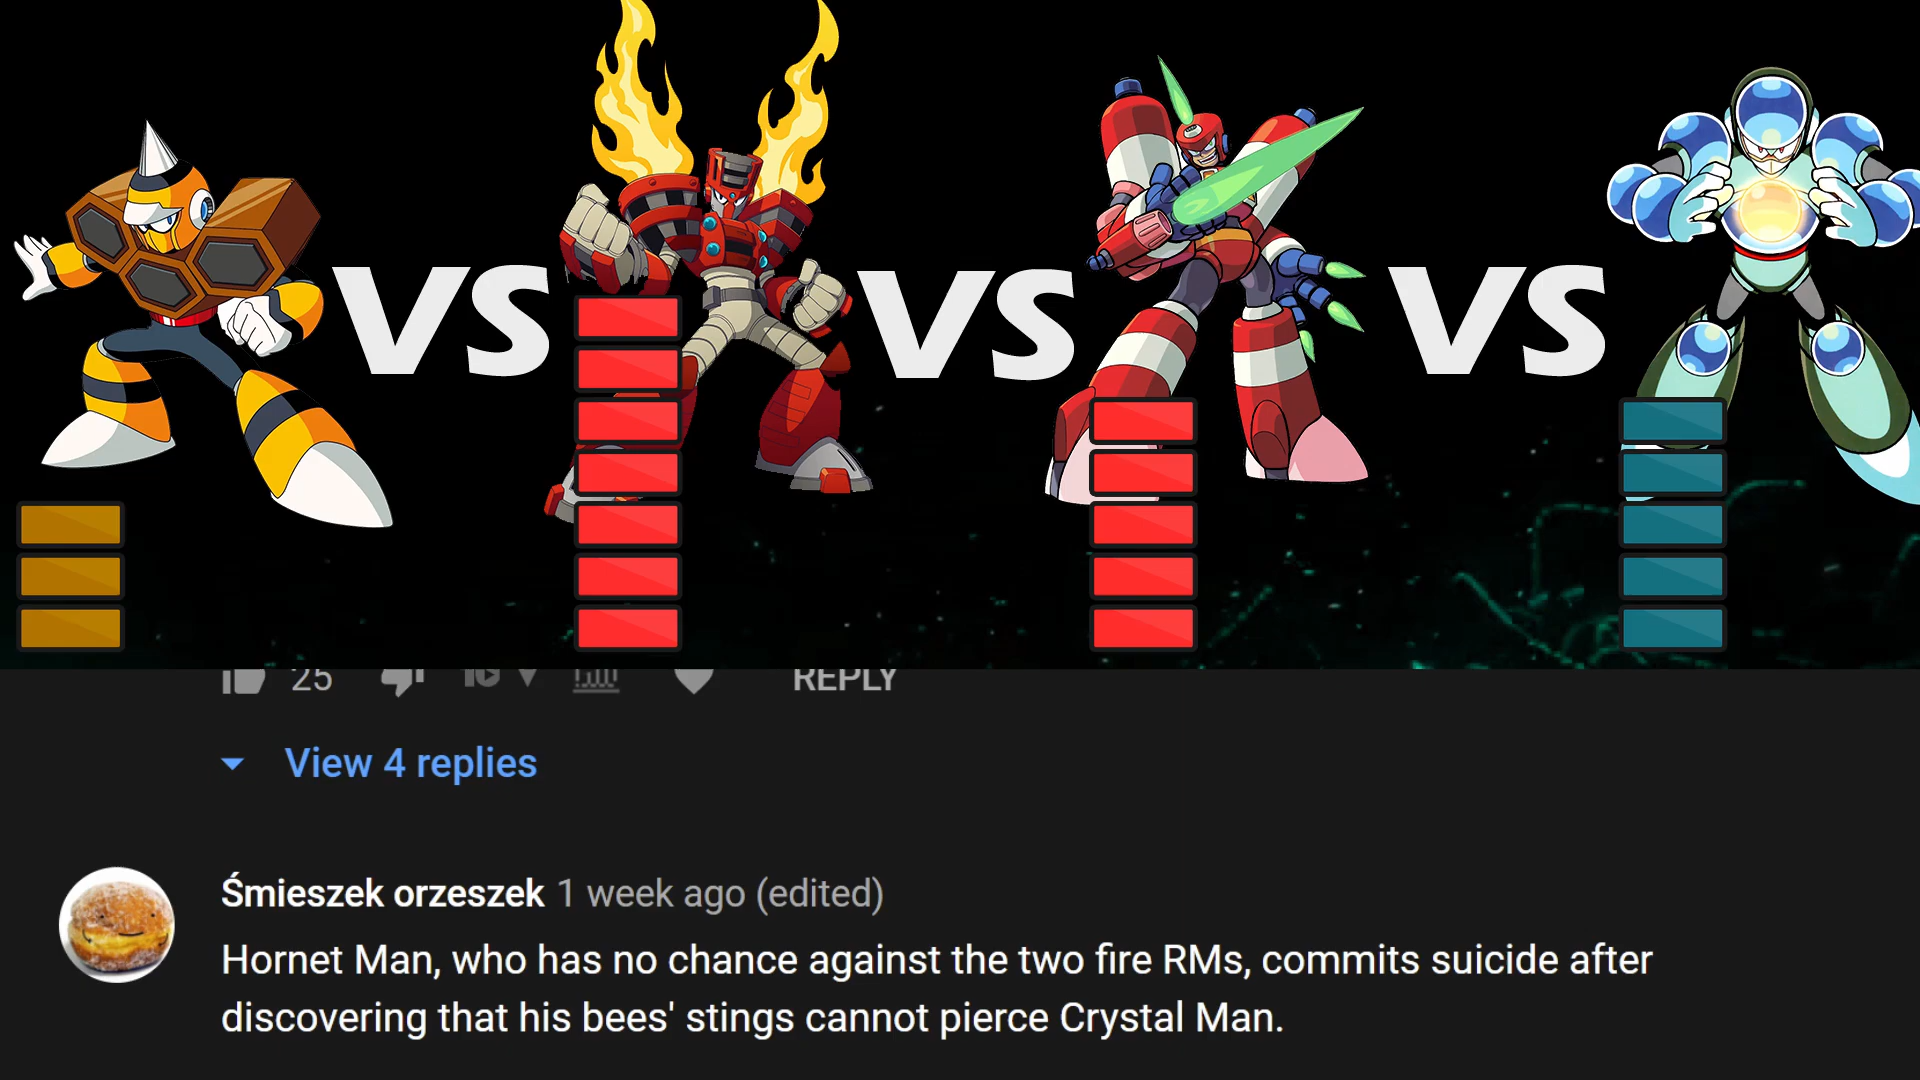 VS VS VS
25 REPLY
View 4 replies
Śmieszek orzeszek 1 week ago (edited)
Hornet Man, who has no chance against the two fire RMs, commits suicide after
discovering that his bees' stings cannot pierce Crystal Man.